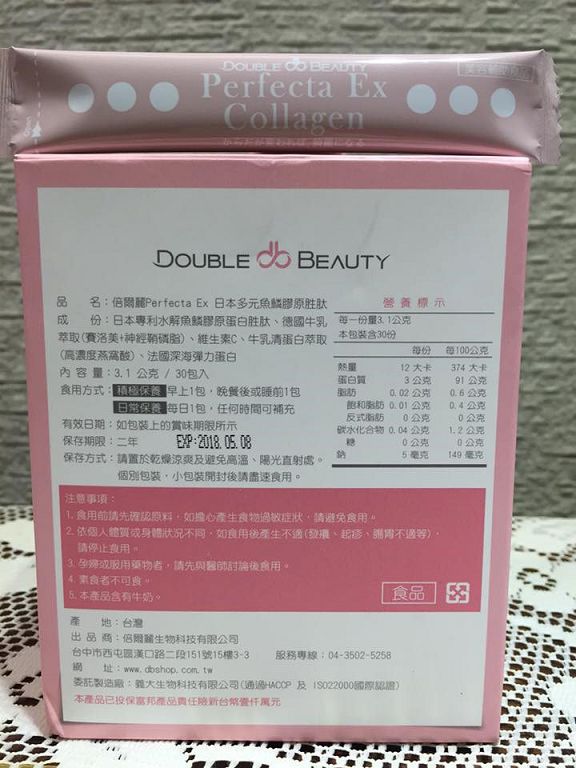 DOUBLE db BEAUTY
Perfecta Ex
Collagen
DOUBLE db BEAUTY
品　　名：倍爾麗Perfecta Ex 日本多元魚鱗膠原胜肽
成　　份：日本專利水解魚鱗膠原蛋白胜肽、德國牛乳
萃取(賽洛美+神經鞘磷脂)、維生素C、牛乳清蛋白萃取
(高濃度燕窩酸)、法國深海彈力蛋白
內 容 量：3.1 公克 / 30包入
食用方式：積極保養 早上1包，晚餐後或睡前1包
日常保養 每日1包，任何時間可補充
有效日期：如包裝上的賞味期限所示
保存期限：二年 EXP:2018.05.08
保存方式：請置於乾燥涼爽及避免高溫、陽光直射處。
個別包裝，小包裝開封後請盡速食用。
營養標示
每一份量3.1公克
本包裝含30份
每份 每100公克
熱量 12 大卡 374 大卡
蛋白質 3 公克 91 公克
脂肪 0.02 公克 0.6 公克
飽和脂肪 0.01 公克 0.4 公克
反式脂肪 0 公克 0 公克
碳水化合物 0.04 公克 1.2 公克
糖 0 公克 0 公克
鈉 5 毫克 149 毫克
注意事項：
1. 食用前請先確認原料，如擔心產生食物過敏症狀，請避免食用。
2. 依個人體質或身體狀況不同，如食用後產生不適(發癢、起疹、腸胃不適等)，
請停止食用。
3. 孕婦或服用藥物者，請先與醫師討論後食用。
4. 素食者不可食。
5. 本產品含有牛奶。
食品
產　　地：台灣
出 品 商：倍爾麗生物科技有限公司
台中市西屯區漢口路二段151號15樓3-3 服務專線：04-3502-5258
網　　址：www.dbshop.com.tw
委託製造廠：義大生物科技有限公司(通過HACCP 及 ISO22000國際認證)
本產品已投保富邦產品責任險新台幣壹仟萬元